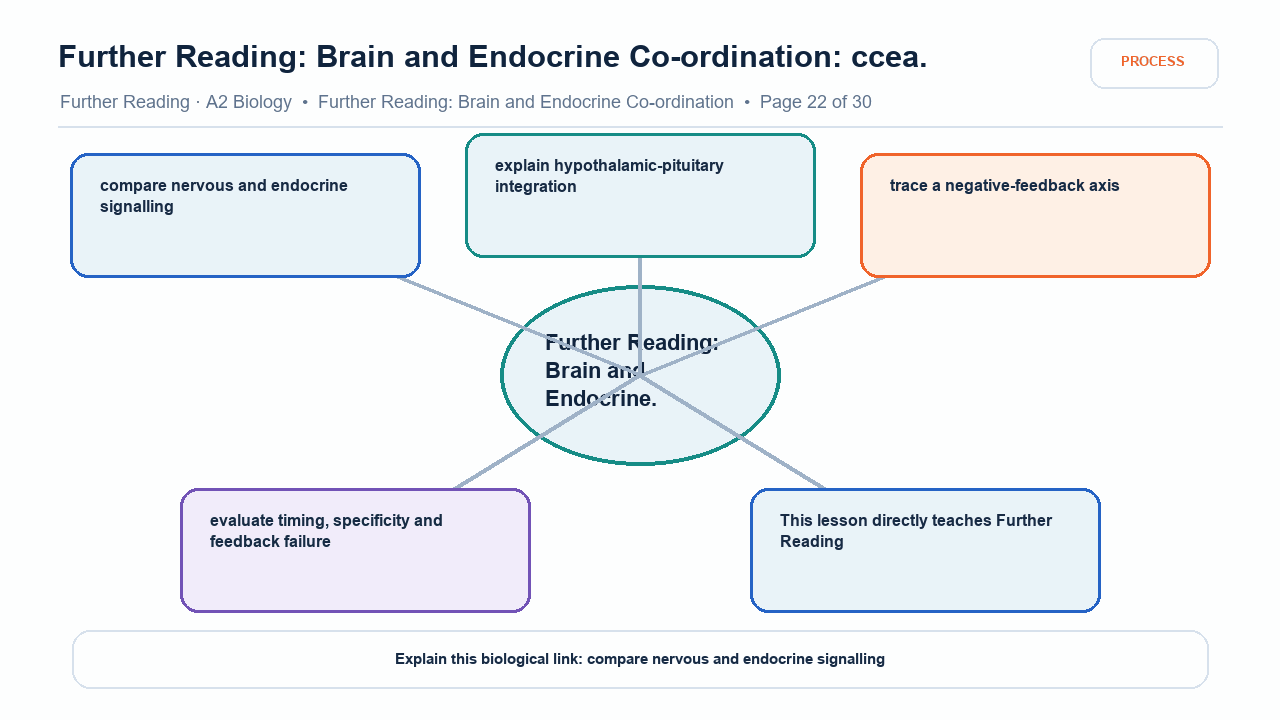 Further Reading: Brain and Endocrine Co-ordination: ccea.
PROCESS
Further Reading · A2 Biology • Further Reading: Brain and Endocrine Co-ordination • Page 22 of 30
compare nervous and endocrine
signalling
explain hypothalamic-pituitary
integration
trace a negative-feedback axis
Further Reading:
Brain and
Endocrine.
evaluate timing, specificity and
feedback failure
This lesson directly teaches Further
Reading
Explain this biological link: compare nervous and endocrine signalling